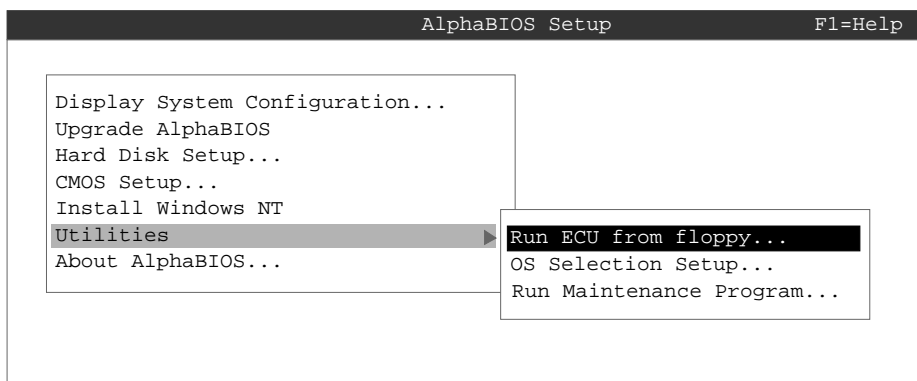 AlphaBIOS Setup F1=Help
Display System Configuration...
Upgrade AlphaBIOS
Hard Disk Setup...
CMOS Setup...
Install Windows NT
Utilities
About AlphaBIOS...
Run ECU from floppy...
OS Selection Setup...
Run Maintenance Program...